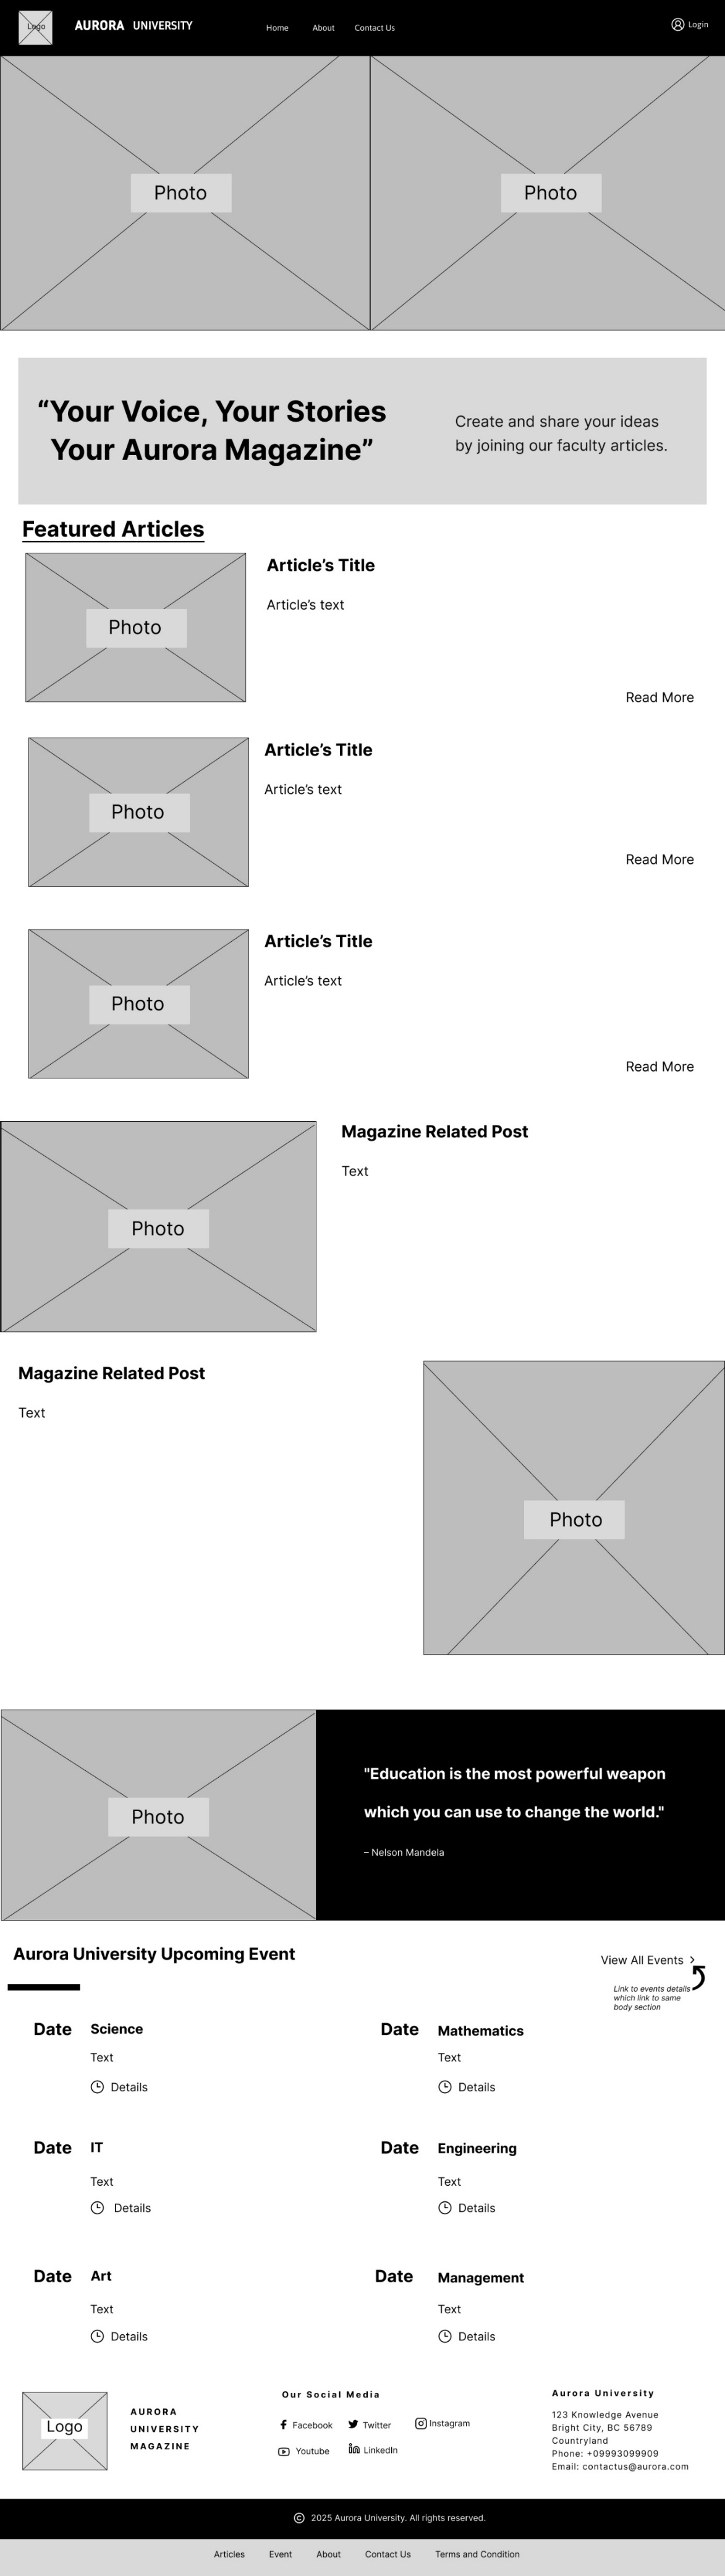 Logo
AURORA UNIVERSITY
Home About Contact Us
Login
Photo Photo
“Your Voice, Your Stories
Your Aurora Magazine”
Create and share your ideas
by joining our faculty articles.
Featured Articles
Photo
Article’s Title
Article’s text
Read More
Photo
Article’s Title
Article’s text
Read More
Photo
Article’s Title
Article’s text
Read More
Photo
Magazine Related Post
Text
Magazine Related Post
Text
Photo
Photo
"Education is the most powerful weapon
which you can use to change the world."
– Nelson Mandela
Aurora University Upcoming Event
View All Events >
Link to events details
which link to same
body section
Date Science
Text
Details
Date Mathematics
Text
Details
Date IT
Text
Details
Date Engineering
Text
Details
Date Art
Text
Details
Date Management
Text
Details
Logo
AURORA
UNIVERSITY
MAGAZINE
Our Social Media
Facebook Twitter Instagram
Youtube LinkedIn
Aurora University
123 Knowledge Avenue
Bright City, BC 56789
Countryland
Phone: +09993099909
Email: contactus@aurora.com
© 2025 Aurora University. All rights reserved.
Articles Event About Contact Us Terms and Condition